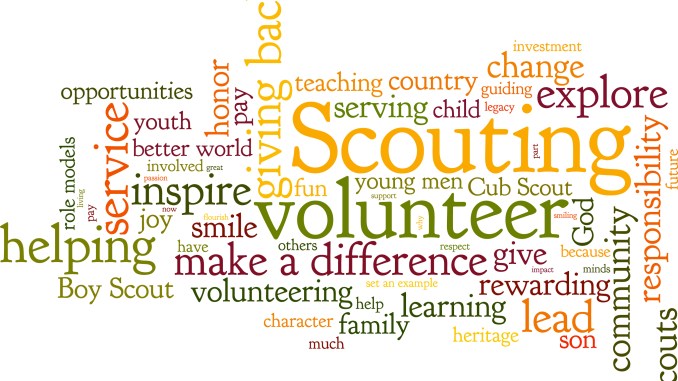 giving bac
investment
change
opportunities
honor
pay
teaching
country
guiding
legacy
explore
serving
child
Scouting
part
service
youth
better world
role models
living
involved
great
passion
inspire
fun
young men
Cub Scout
support
responsibility
future
pay
joy
now
flourish
smile
volunteer
why
smiling
God
helping
have
others
respect
make a difference
give
because
impact
minds
community
Boy Scout
volunteering
set an example
rewarding
help
learning
lead
character
family
heritage
son
much
couts